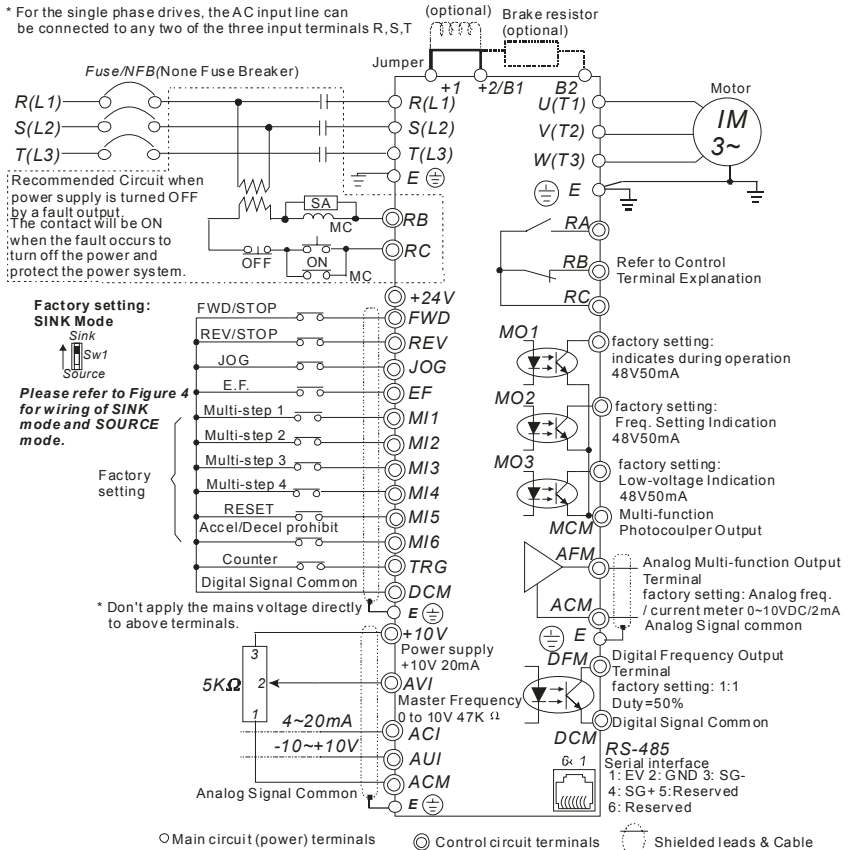 * For the single phase drives, the AC input line can
be connected to any two of the three input terminals R,S,T
(optional)
Brake resistor
(optional)
Jumper
+1
+2/B1
B2
Fuse/NFB(None Fuse Breaker)
R(L1)
S(L2)
T(L3)
R(L1)
S(L2)
T(L3)
E
U(T1)
V(T2)
W(T3)
E
Motor
IM
3~
Recommended Circuit when
power supply is turned OFF
by a fault output.
The contact will be ON
when the fault occurs to
turn off the power and
protect the power system.
SA
MC
OFF
ON
MC
RB
RC
RA
RB
RC
Refer to Control
Terminal Explanation
Factory setting:
SINK Mode
Sink
Sw1
Source
Please refer to Figure 4
for wiring of SINK
mode and SOURCE
mode.
Factory
setting
+24V
FWD/STOP
FWD
REV/STOP
REV
JOG
JOG
E.F.
EF
Multi-step 1
MI1
Multi-step 2
MI2
Multi-step 3
MI3
Multi-step 4
MI4
RESET
MI5
Accel/Decel prohibit
MI6
Counter
TRG
Digital Signal Common
DCM
E
* Don't apply the mains voltage directly
to above terminals.
MO1
factory setting:
indicates during operation
48V50mA
MO2
factory setting:
Freq. Setting Indication
48V50mA
MO3
factory setting:
Low-voltage Indication
48V50mA
MCM
Multi-function
Photocoulper Output
AFM
Analog Multi-function Output
Terminal
factory setting: Analog freq.
/ current meter 0~10VDC/2mA
ACM
Analog Signal common
E
DFM
Digital Frequency Output
Terminal
factory setting: 1:1
Duty=50%
DCM
Digital Signal Common
+10V
Power supply
+10V 20mA
3
5KΩ
2
1
AVI
Master Frequency
0 to 10V 47K Ω
4~20mA
ACI
-10~+10V
AUI
ACM
Analog Signal Common
E
RS-485
Serial interface
6← 1
1: EV 2: GND 3: SG-
4: SG+ 5:Reserved
6: Reserved
Main circuit (power) terminals
Control circuit terminals
Shielded leads & Cable